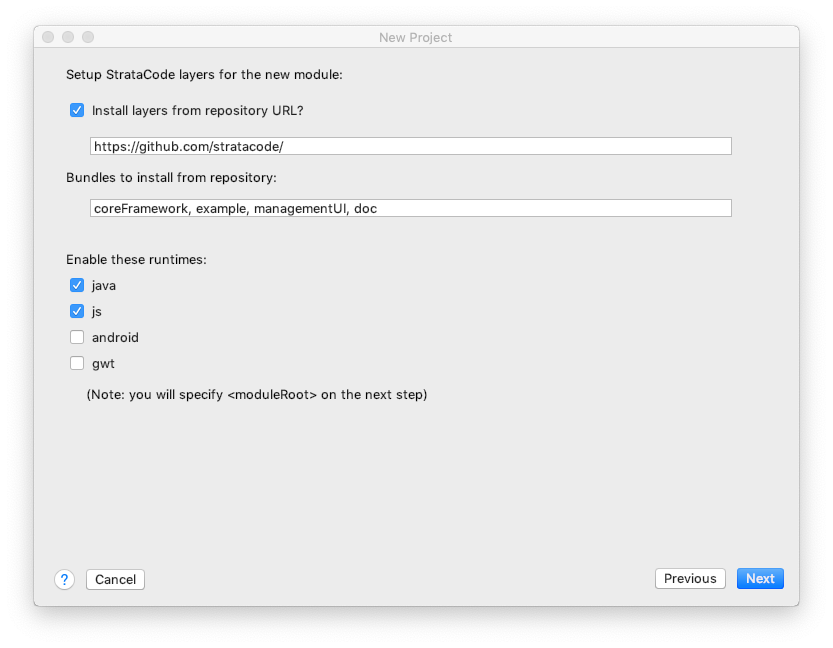 New Project
Setup StrataCode layers for the new module:
Install layers from repository URL?
https://github.com/stratacode/
Bundles to install from repository:
coreFramework, example, managementUI, doc
Enable these runtimes:
java
js
android
gwt
(Note: you will specify <moduleRoot> on the next step)
? Cancel Previous Next